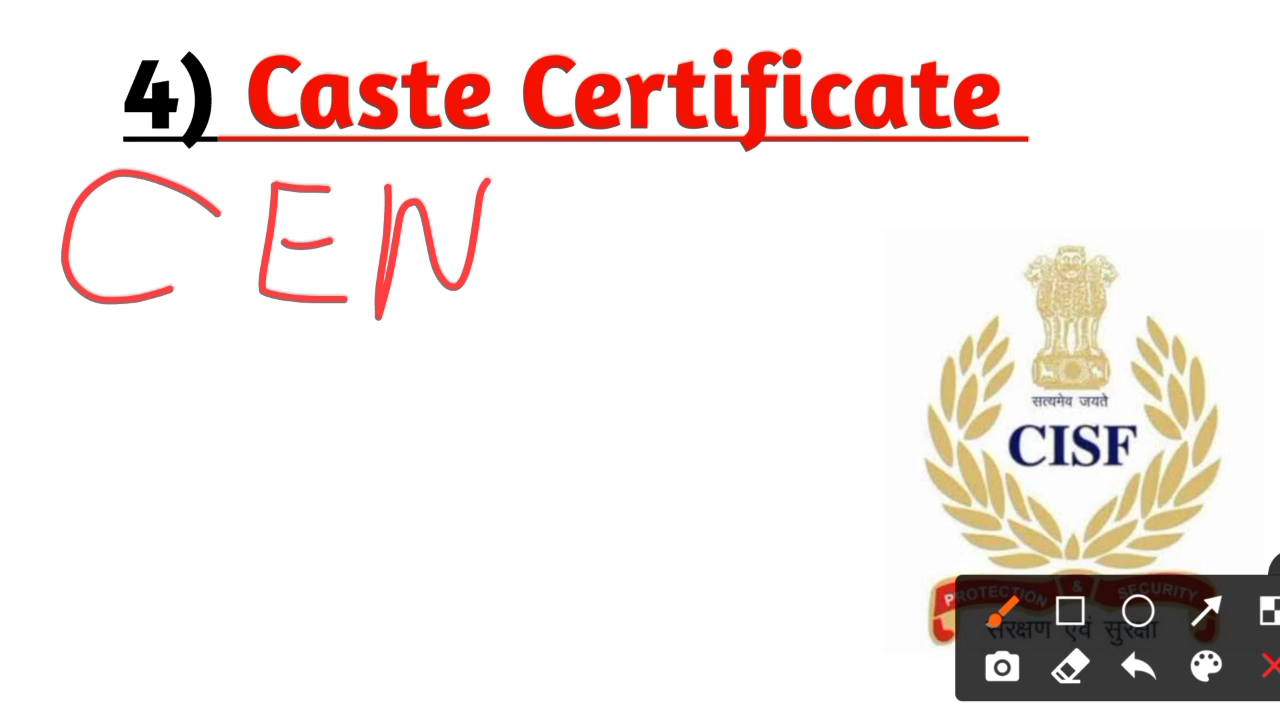 4) Caste Certificate
CEN
सत्यमेव जयते
CISF
PROTECTION & SECURITY
संरक्षण एवं सुरक्षा